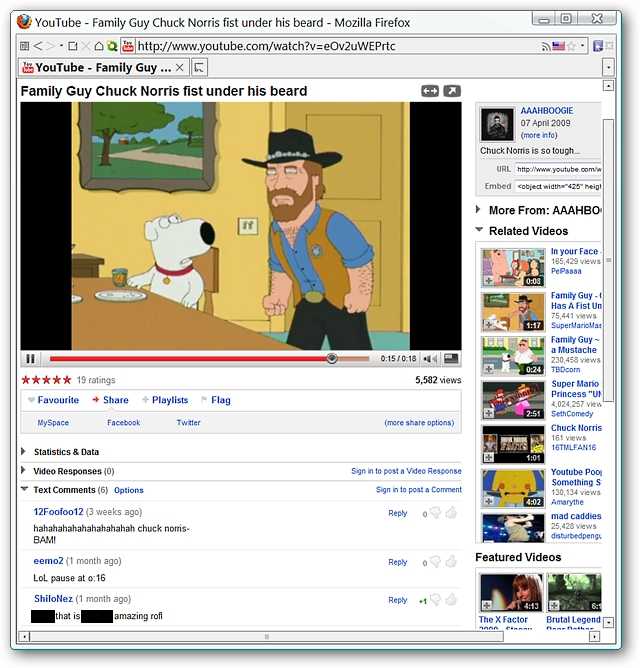 YouTube - Family Guy Chuck Norris fist under his beard - Mozilla Firefox
http://www.youtube.com/watch?v=eOv2uWEPrtc
YouTube - Family Guy ...
Family Guy Chuck Norris fist under his beard
AAAHBOOGIE
07 April 2009
(more info)
Chuck Norris is so tough...
URL http://www.youtube.com/w
Embed <object width="425" heigh
More From: AAAHBO
Related Videos
In your Face -
165,429 views
PePaaaa
0:08
Family Guy - C
Has A Fist Un
75,441 views
SuperMarioMas
1:17
Family Guy ~
a Mustache
230,458 views
TBDcorn
0:24
Super Mario
Princess "UN
4,024,257 views
SethComedy
2:51
Chuck Norris
161 views
16TMLFAN16
1:01
Youtube Poop
Something S
130,134 views
Amarythe
4:02
mad caddies
25,428 views
disturbedpengu
Featured Videos
4:13
6:1
The X Factor
Brutal Legend
0:15 / 0:18
19 ratings
5,582 views
Favourite Share Playlists Flag
MySpace Facebook Twitter (more share options)
Statistics & Data
Video Responses (0) Sign in to post a Video Response
Text Comments (6) Options Sign in to post a Comment
12Foofoo12 (3 weeks ago) Reply 0
hahahahahahahahahahah chuck norris-
BAM!
eemo2 (1 month ago) Reply 0
LoL pause at o:16
ShiloNez (1 month ago) Reply +1
that is amazing rofl